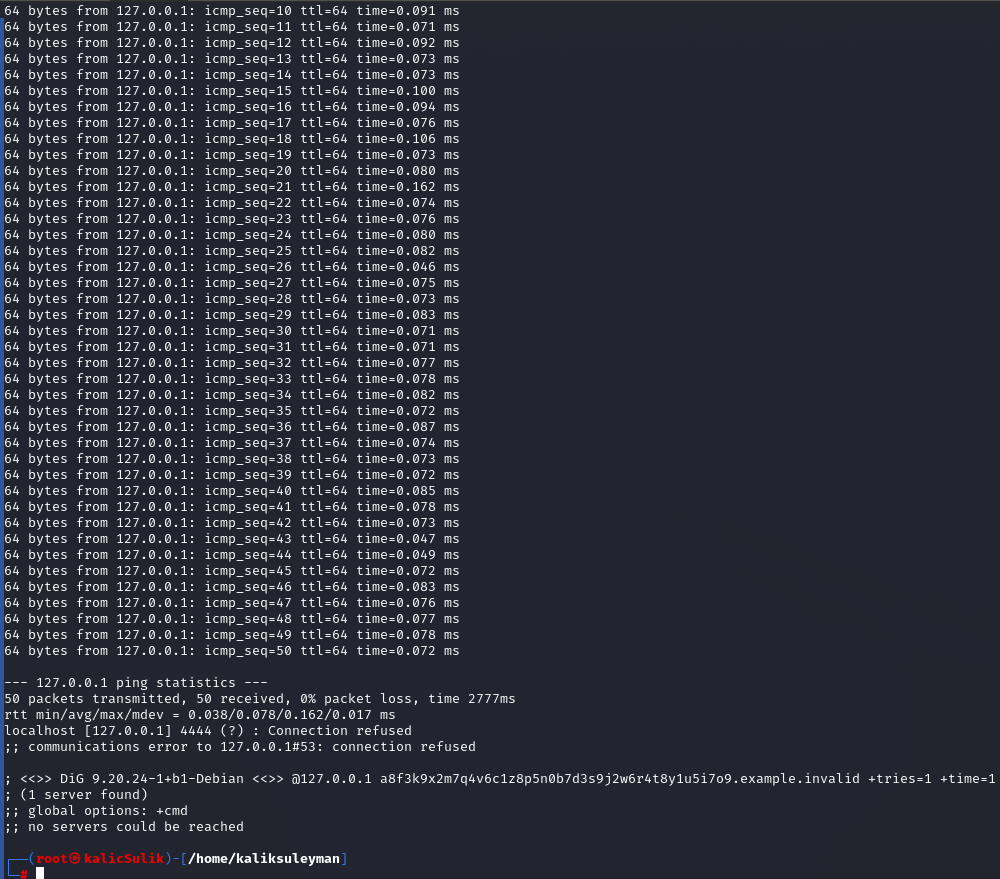 64 bytes from 127.0.0.1: icmp_seq=10 ttl=64 time=0.091 ms
64 bytes from 127.0.0.1: icmp_seq=11 ttl=64 time=0.071 ms
64 bytes from 127.0.0.1: icmp_seq=12 ttl=64 time=0.092 ms
64 bytes from 127.0.0.1: icmp_seq=13 ttl=64 time=0.073 ms
64 bytes from 127.0.0.1: icmp_seq=14 ttl=64 time=0.073 ms
64 bytes from 127.0.0.1: icmp_seq=15 ttl=64 time=0.100 ms
64 bytes from 127.0.0.1: icmp_seq=16 ttl=64 time=0.094 ms
64 bytes from 127.0.0.1: icmp_seq=17 ttl=64 time=0.076 ms
64 bytes from 127.0.0.1: icmp_seq=18 ttl=64 time=0.106 ms
64 bytes from 127.0.0.1: icmp_seq=19 ttl=64 time=0.073 ms
64 bytes from 127.0.0.1: icmp_seq=20 ttl=64 time=0.080 ms
64 bytes from 127.0.0.1: icmp_seq=21 ttl=64 time=0.162 ms
64 bytes from 127.0.0.1: icmp_seq=22 ttl=64 time=0.074 ms
64 bytes from 127.0.0.1: icmp_seq=23 ttl=64 time=0.076 ms
64 bytes from 127.0.0.1: icmp_seq=24 ttl=64 time=0.080 ms
64 bytes from 127.0.0.1: icmp_seq=25 ttl=64 time=0.082 ms
64 bytes from 127.0.0.1: icmp_seq=26 ttl=64 time=0.046 ms
64 bytes from 127.0.0.1: icmp_seq=27 ttl=64 time=0.075 ms
64 bytes from 127.0.0.1: icmp_seq=28 ttl=64 time=0.073 ms
64 bytes from 127.0.0.1: icmp_seq=29 ttl=64 time=0.083 ms
64 bytes from 127.0.0.1: icmp_seq=30 ttl=64 time=0.071 ms
64 bytes from 127.0.0.1: icmp_seq=31 ttl=64 time=0.071 ms
64 bytes from 127.0.0.1: icmp_seq=32 ttl=64 time=0.077 ms
64 bytes from 127.0.0.1: icmp_seq=33 ttl=64 time=0.078 ms
64 bytes from 127.0.0.1: icmp_seq=34 ttl=64 time=0.082 ms
64 bytes from 127.0.0.1: icmp_seq=35 ttl=64 time=0.072 ms
64 bytes from 127.0.0.1: icmp_seq=36 ttl=64 time=0.087 ms
64 bytes from 127.0.0.1: icmp_seq=37 ttl=64 time=0.074 ms
64 bytes from 127.0.0.1: icmp_seq=38 ttl=64 time=0.073 ms
64 bytes from 127.0.0.1: icmp_seq=39 ttl=64 time=0.072 ms
64 bytes from 127.0.0.1: icmp_seq=40 ttl=64 time=0.085 ms
64 bytes from 127.0.0.1: icmp_seq=41 ttl=64 time=0.078 ms
64 bytes from 127.0.0.1: icmp_seq=42 ttl=64 time=0.073 ms
64 bytes from 127.0.0.1: icmp_seq=43 ttl=64 time=0.047 ms
64 bytes from 127.0.0.1: icmp_seq=44 ttl=64 time=0.049 ms
64 bytes from 127.0.0.1: icmp_seq=45 ttl=64 time=0.072 ms
64 bytes from 127.0.0.1: icmp_seq=46 ttl=64 time=0.083 ms
64 bytes from 127.0.0.1: icmp_seq=47 ttl=64 time=0.076 ms
64 bytes from 127.0.0.1: icmp_seq=48 ttl=64 time=0.077 ms
64 bytes from 127.0.0.1: icmp_seq=49 ttl=64 time=0.078 ms
64 bytes from 127.0.0.1: icmp_seq=50 ttl=64 time=0.072 ms

--- 127.0.0.1 ping statistics ---
50 packets transmitted, 50 received, 0% packet loss, time 2777ms
rtt min/avg/max/mdev = 0.038/0.078/0.162/0.017 ms
localhost [127.0.0.1] 4444 (?) : Connection refused
;; communications error to 127.0.0.1#53: connection refused

; <<>> DiG 9.20.24-1+b1-Debian <<>> @127.0.0.1 a8f3k9x2m7q4v6c1z8p5n0b7d3s9j2w6r4t8y1u5i7o9.example.invalid +tries=1 +time=1
; (1 server found)
;; global options: +cmd
;; no servers could be reached

┌──(root㉿kalicSulik)-[/home/kaliksuleyman]
└─#